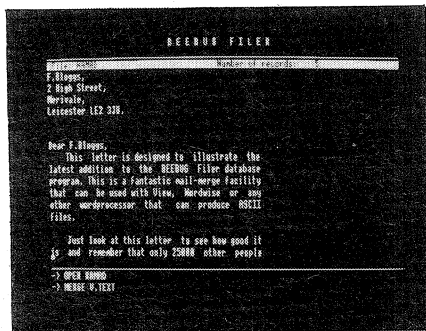 BEEBUG FILER
Number of records:
F.Bloggs,
2 High Street,
Merivale,
Leicester LE2 3JB.
Dear F.Bloggs,
This letter is designed to illustrate the
latest addition to the BEEBUG Filer database
program. This is a fantastic mail-merge facility
that can be used with View, Wordwise or any
other wordprocessor that can produce ASCII
files.
Just look at this letter to see how good it
is and remember that only 25000 other people
-> OPEN
-> MERGE V.TEXT